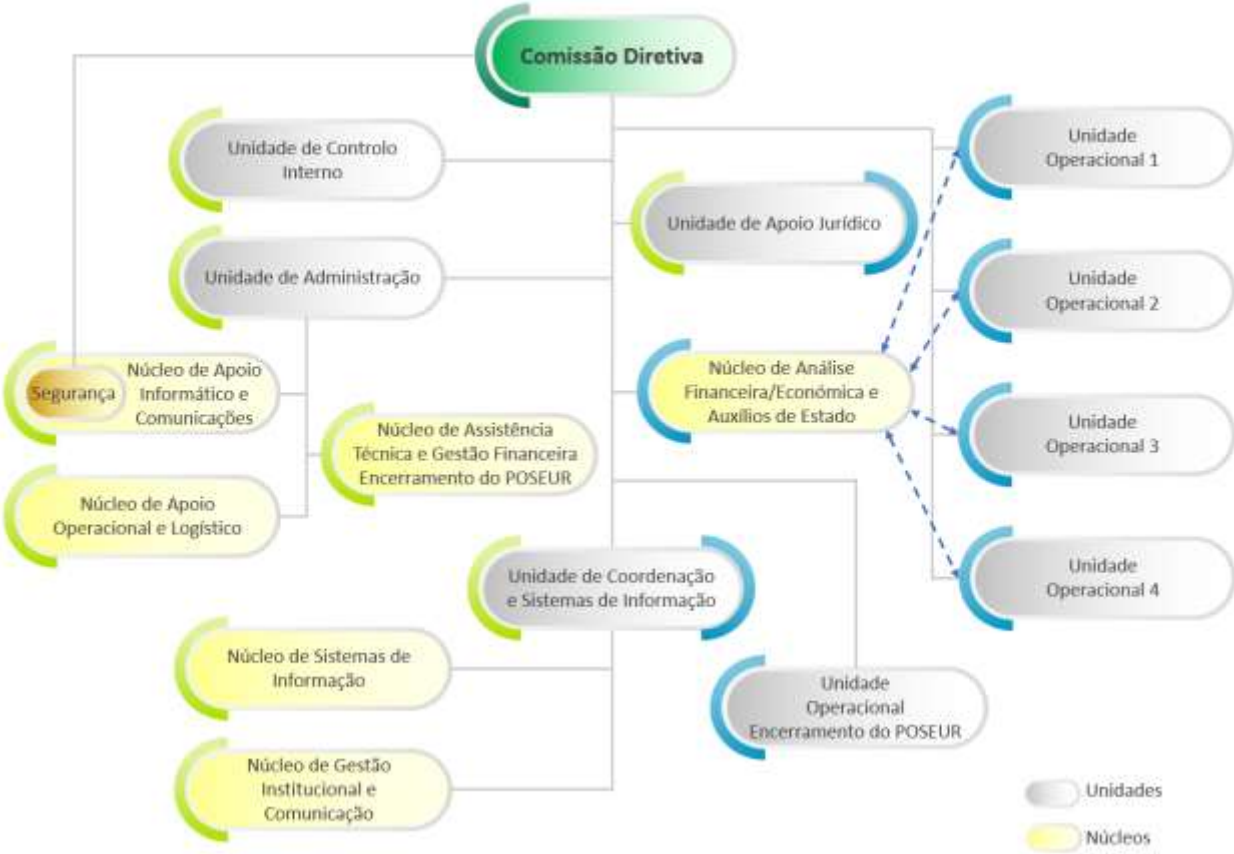 Comissão Diretiva
Unidade de Controlo
Interno
Unidade
Operacional 1
Unidade de Apoio Jurídico
Unidade de Administração
Unidade
Operacional 2
Segurança
Núcleo de Apoio
Informático e
Comunicações
Núcleo de Análise
Financeira/Económica e
Auxílios de Estado
Unidade
Operacional 3
Núcleo de Assistência
Técnica e Gestão Financeira
Encerramento do POSEUR
Núcleo de Apoio
Operacional e Logístico
Unidade de Coordenação
e Sistemas de Informação
Unidade
Operacional 4
Núcleo de Sistemas de
Informação
Unidade
Operacional
Encerramento do POSEUR
Núcleo de Gestão
Institucional e
Comunicação
Unidades
Núcleos